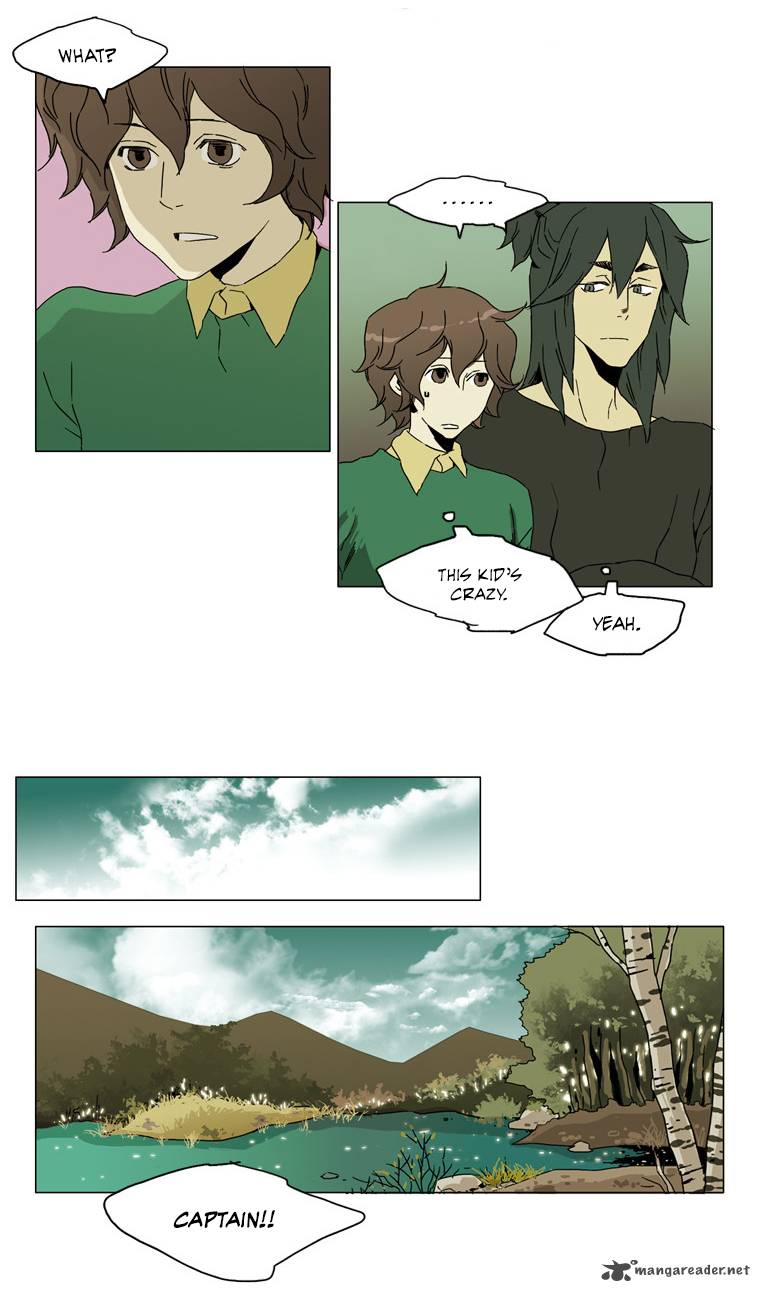 WHAT?
......
THIS KID'S
CRAZY.
YEAH.
CAPTAIN!!
mangareader.net